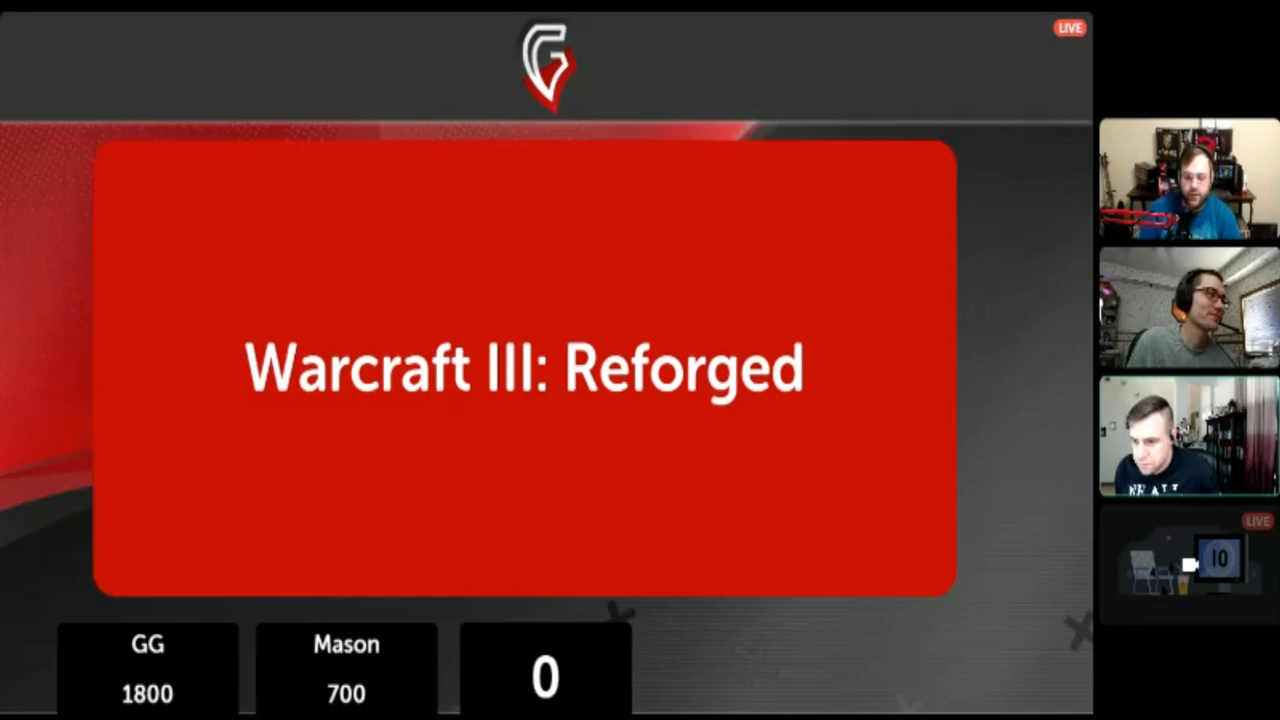 LIVE
Warcraft III: Reforged
GG
1800
Mason
700
0
LIVE
10